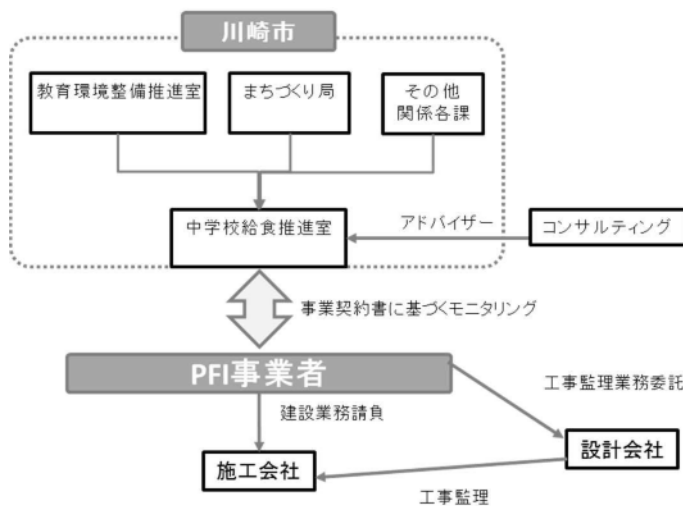 川崎市
教育環境整備推進室
まちづくり局
その他
関係各課
中学校給食推進室
アドバイザー
コンサルティング
事業契約書に基づくモニタリング
PFI事業者
工事監理業務委託
建設業務請負
施工会社
設計会社
工事監理